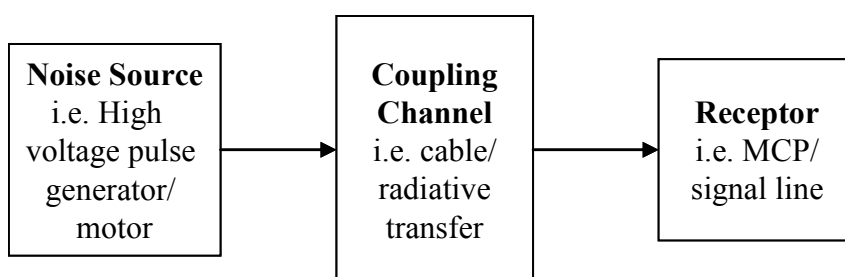 Noise Source
i.e. High
voltage pulse
generator/
motor
Coupling
Channel
i.e. cable/
radiative
transfer
Receptor
i.e. MCP/
signal line